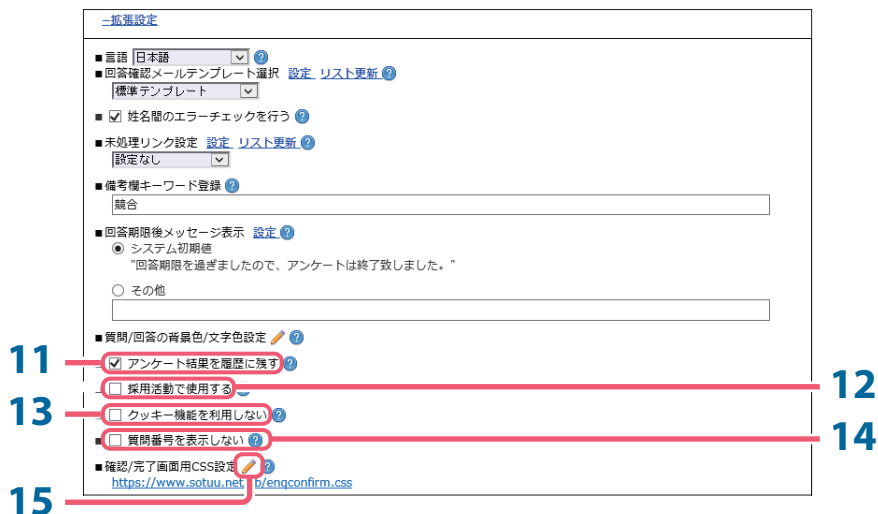 −拡張設定
■言語 日本語
■回答確認メールテンプレート選択 設定 リスト更新
標準テンプレート
■ 姓名間のエラーチェックを行う
■未処理リンク設定 設定 リスト更新
設定なし
■備考欄キーワード登録
競合
■回答期限後メッセージ表示 設定
システム初期値
"回答期限を過ぎましたので、アンケートは終了致しました。"
その他
■質問/回答の背景色/文字色設定
11 アンケート結果を履歴に残す
採用活動で使用する 12
13 クッキー機能を利用しない
■ 質問番号を表示しない 14
■確認/完了画面用CSS設定
https://www.sotuu.net b/enqconfirm.css
15